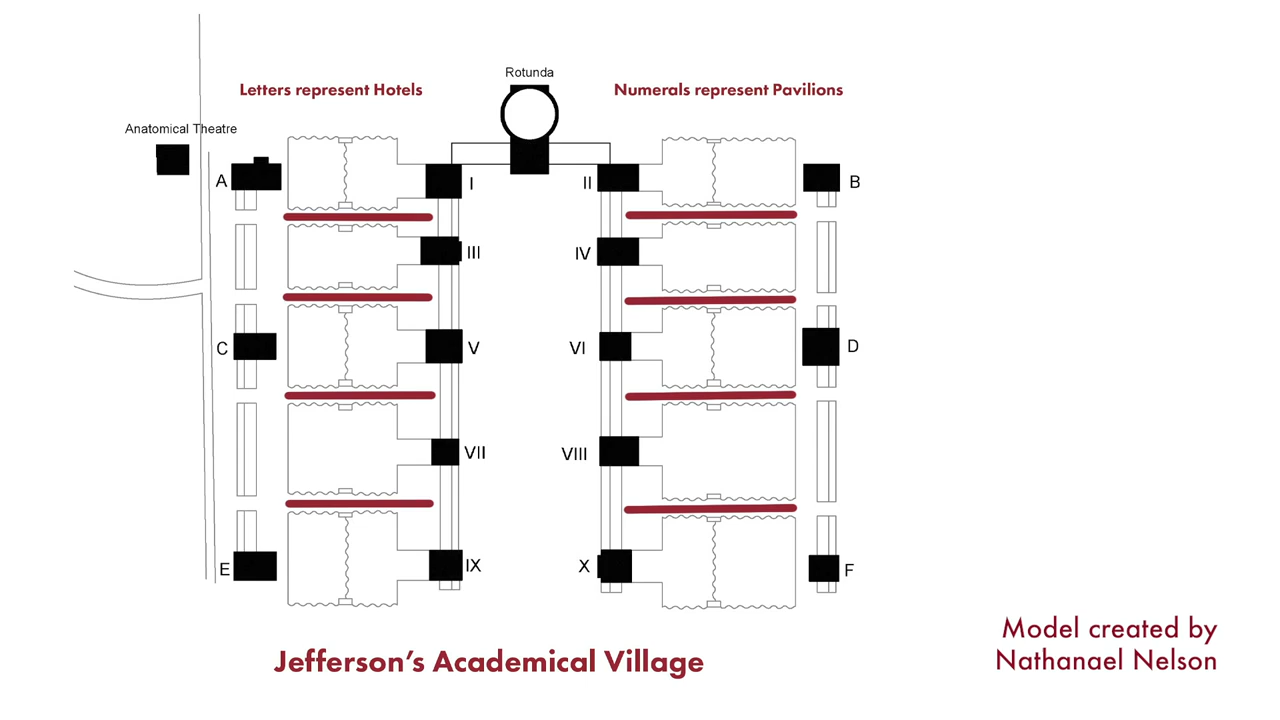 Rotunda
Letters represent Hotels
Numerals represent Pavilions
Anatomical Theatre
A
I
II
B
III
IV
C
V
VI
D
VII
VIII
E
IX
X
F
Jefferson's Academical Village
Model created by
Nathanael Nelson